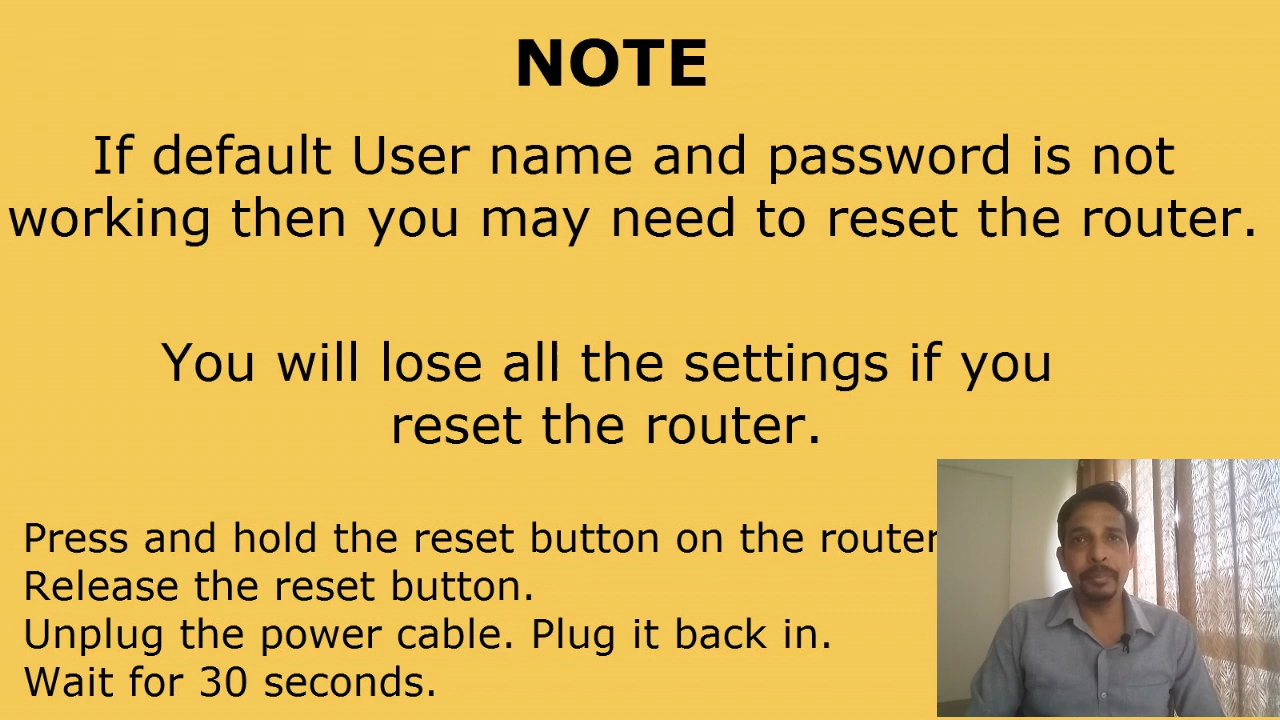 NOTE
If default User name and password is not
working then you may need to reset the router.
You will lose all the settings if you
reset the router.
Press and hold the reset button on the router
Release the reset button.
Unplug the power cable. Plug it back in.
Wait for 30 seconds.